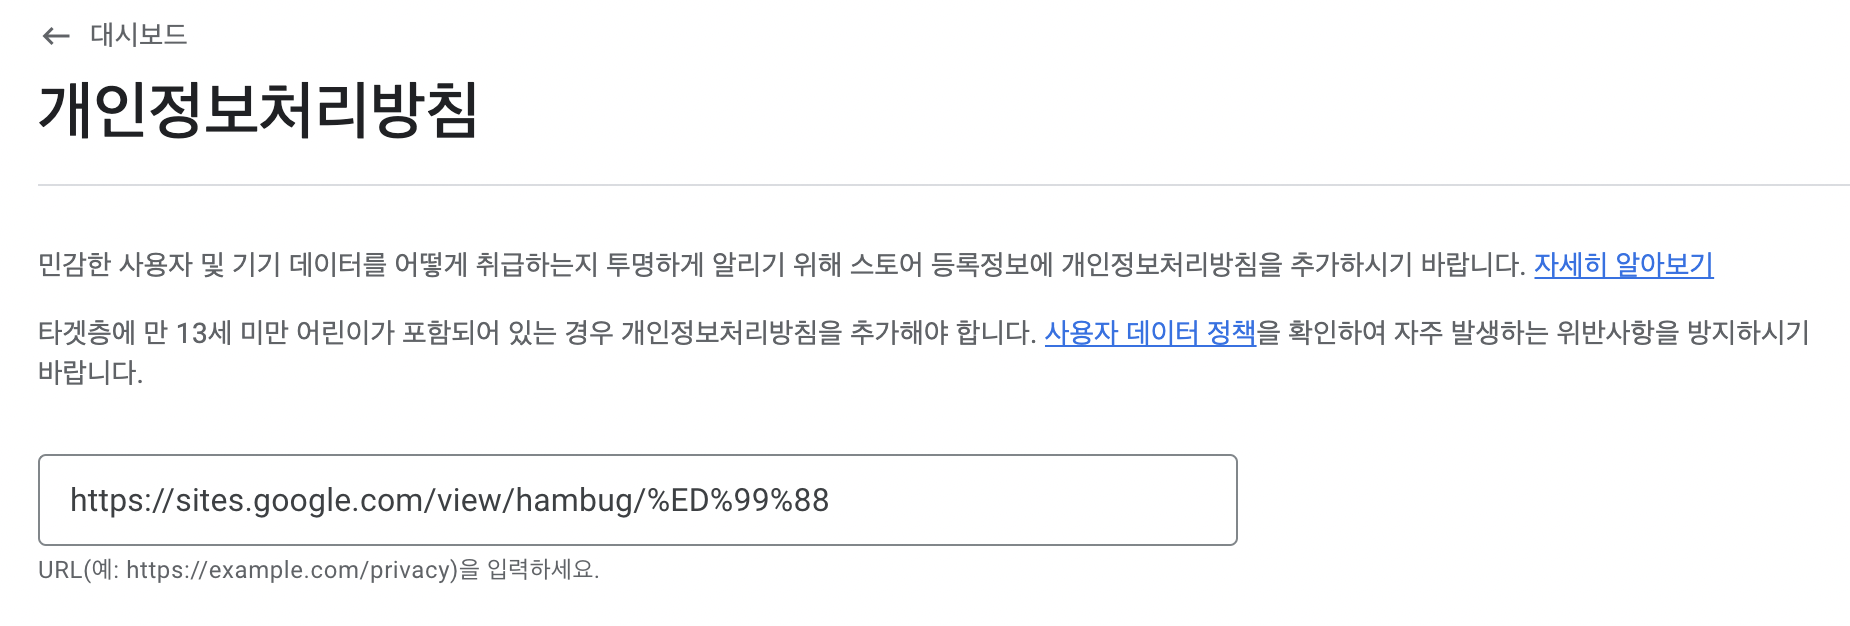 ← 대시보드
개인정보처리방침
민감한 사용자 및 기기 데이터를 어떻게 취급하는지 투명하게 알리기 위해 스토어 등록정보에 개인정보처리방침을 추가하시기 바랍니다. 자세히 알아보기
타겟층에 만 13세 미만 어린이가 포함되어 있는 경우 개인정보처리방침을 추가해야 합니다. 사용자 데이터 정책을 확인하여 자주 발생하는 위반사항을 방지하시기
바랍니다.
https://sites.google.com/view/hambug/%ED%99%88
URL(예: https://example.com/privacy)을 입력하세요.